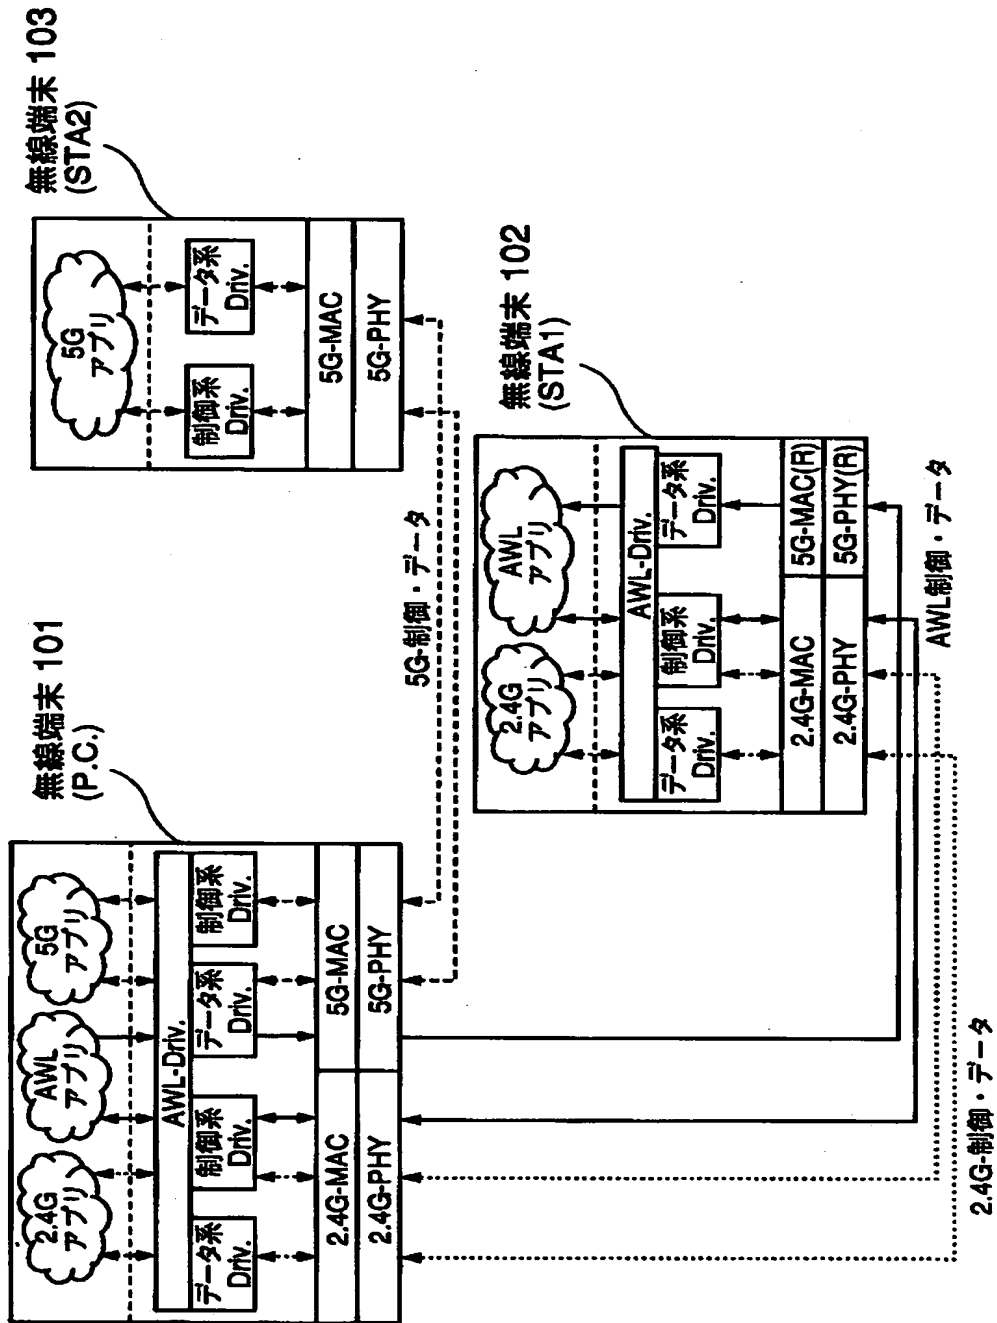 無線端末 101
(P.C.)
2.4G
アプリ
AWL
アプリ
5G
アプリ
AWL-Driv.
データ系
Driv.
制御系
Driv.
データ系
Driv.
制御系
Driv.
2.4G-MAC
5G-MAC
2.4G-PHY
5G-PHY
無線端末 103
(STA2)
5G
アプリ
制御系
Driv.
データ系
Driv.
5G-MAC
5G-PHY
5G-制御・データ
無線端末 102
(STA1)
2.4G
アプリ
AWL
アプリ
AWL-Driv.
データ系
Driv.
制御系
Driv.
データ系
Driv.
2.4G-MAC
5G-MAC(R)
2.4G-PHY
5G-PHY(R)
AWL制御・データ
2.4G-制御・データ